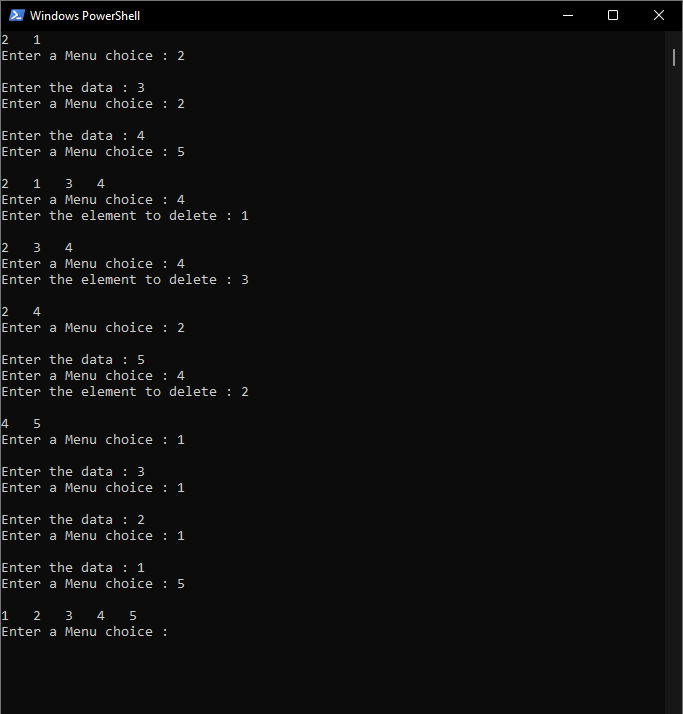 Windows PowerShell
2   1
Enter a Menu choice : 2
Enter the data : 3
Enter a Menu choice : 2
Enter the data : 4
Enter a Menu choice : 5
2   1   3   4
Enter a Menu choice : 4
Enter the element to delete : 1
2   3   4
Enter a Menu choice : 4
Enter the element to delete : 3
2   4
Enter a Menu choice : 2
Enter the data : 5
Enter a Menu choice : 4
Enter the element to delete : 2
4   5
Enter a Menu choice : 1
Enter the data : 3
Enter a Menu choice : 1
Enter the data : 2
Enter a Menu choice : 1
Enter the data : 1
Enter a Menu choice : 5
1   2   3   4   5
Enter a Menu choice :